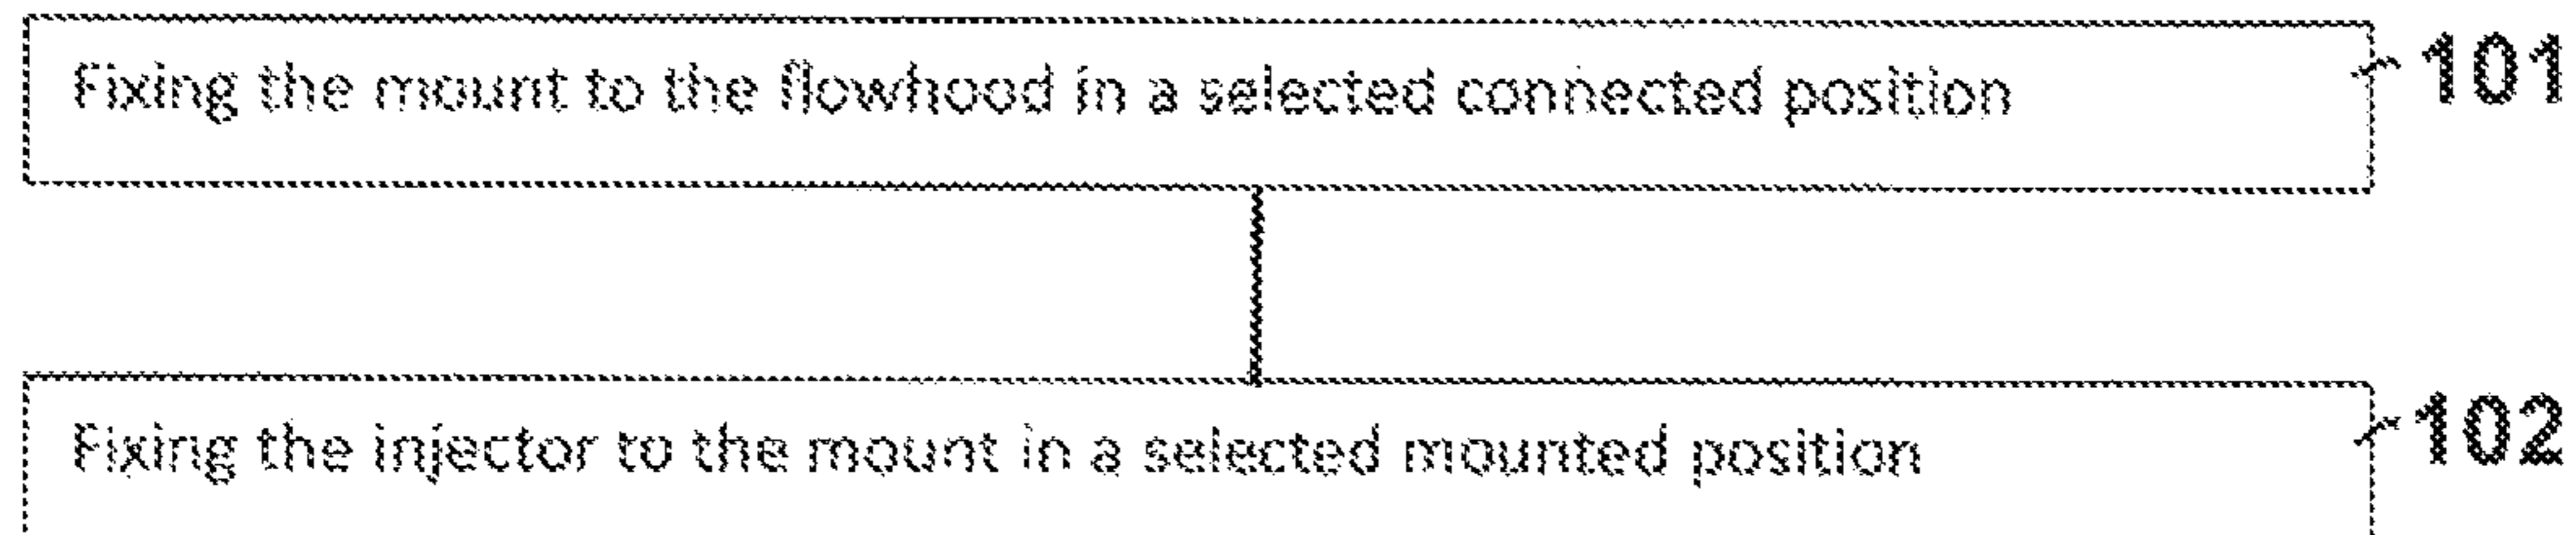 Fixing the mount to the flowhood in a selected connected position 101
Fixing the injector to the mount in a selected mounted position 102